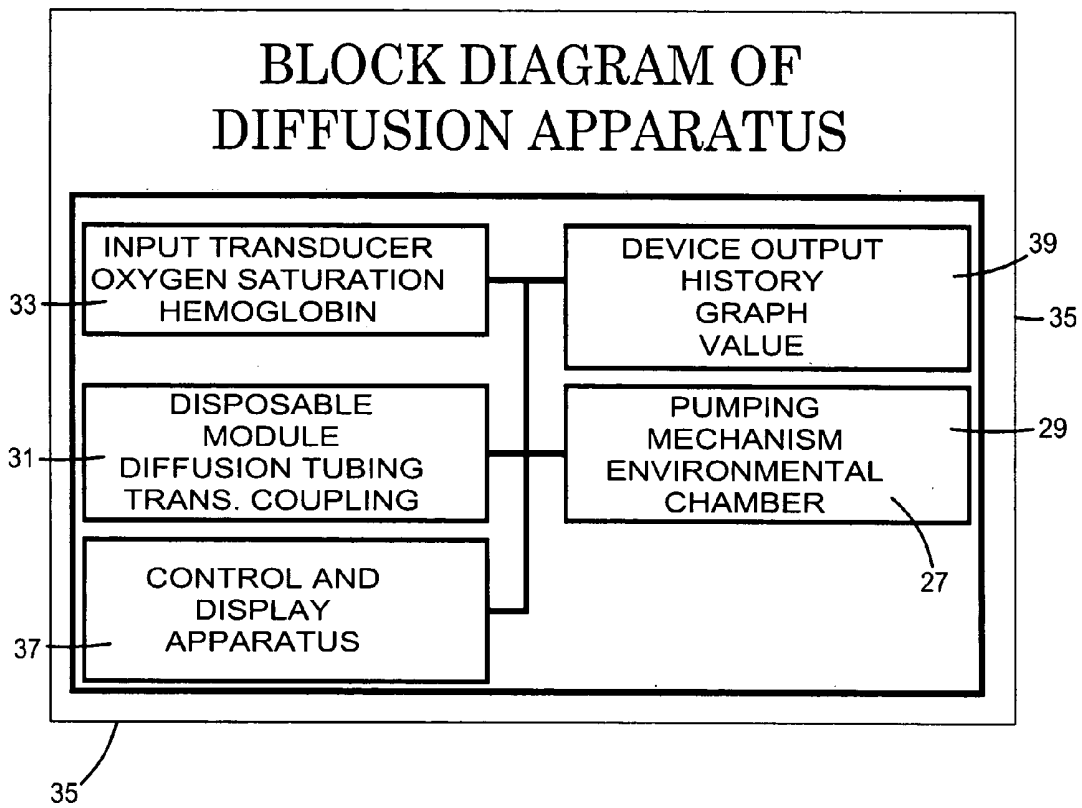 BLOCK DIAGRAM OF
DIFFUSION APPARATUS
INPUT TRANSDUCER
OXYGEN SATURATION
HEMOGLOBIN
33
DEVICE OUTPUT
HISTORY
GRAPH
VALUE
39
35
DISPOSABLE
MODULE
DIFFUSION TUBING
TRANS. COUPLING
31
PUMPING
MECHANISM
ENVIRONMENTAL
CHAMBER
29
27
CONTROL AND
DISPLAY
APPARATUS
37
35